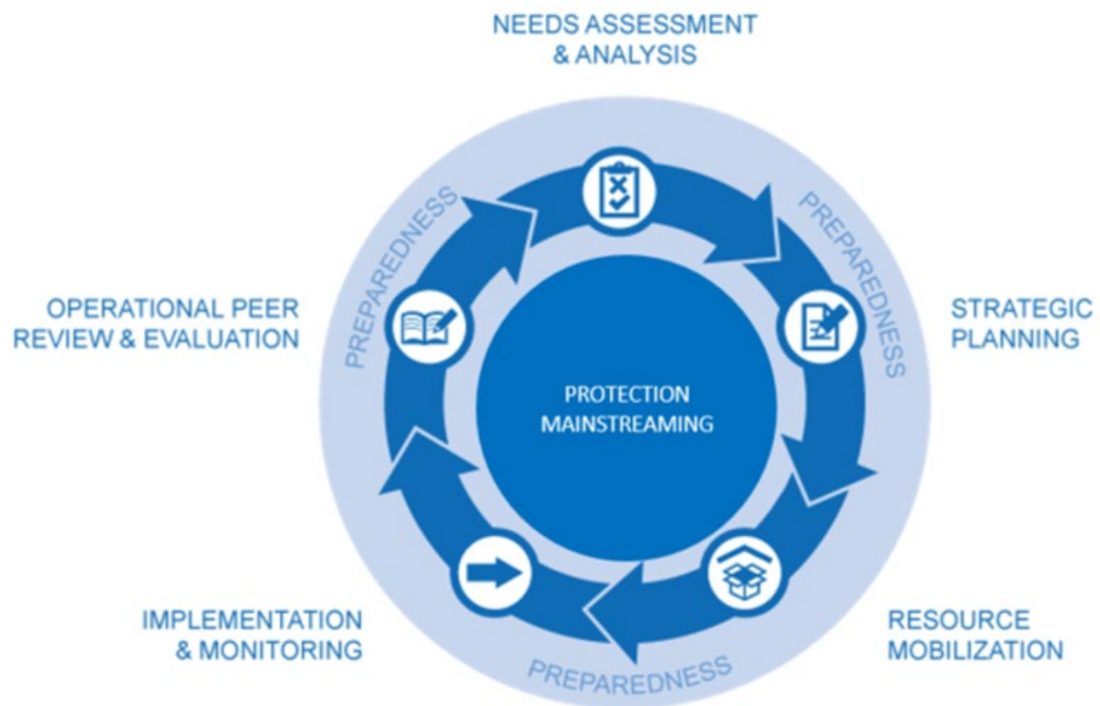 NEEDS ASSESSMENT
& ANALYSIS
PREPAREDNESS
PREPAREDNESS
OPERATIONAL PEER
REVIEW & EVALUATION
STRATEGIC
PLANNING
PROTECTION
MAINSTREAMING
IMPLEMENTATION
& MONITORING
RESOURCE
MOBILIZATION
PREPAREDNESS